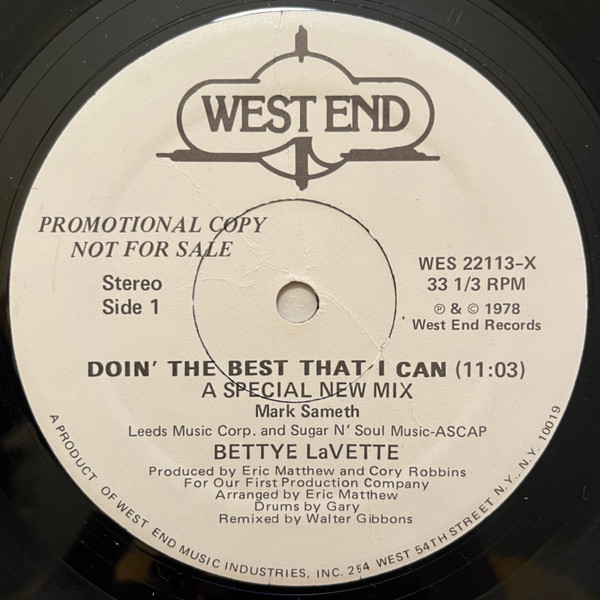 WEST END
PROMOTIONAL COPY
NOT FOR SALE
Stereo
Side 1
WES 22113-X
33 1/3 RPM
℗ & © 1978
West End Records
DOIN' THE BEST THAT I CAN (11:03)
A SPECIAL NEW MIX
Mark Sameth
Leeds Music Corp. and Sugar N' Soul Music-ASCAP
BETTYE LaVETTE
Produced by Eric Matthew and Cory Robbins
For Our First Production Company
Arranged by Eric Matthew
Drums by Gary
Remixed by Walter Gibbons
A PRODUCT OF WEST END MUSIC INDUSTRIES, INC. 254 WEST 54TH STREET N.Y., N.Y. 10019